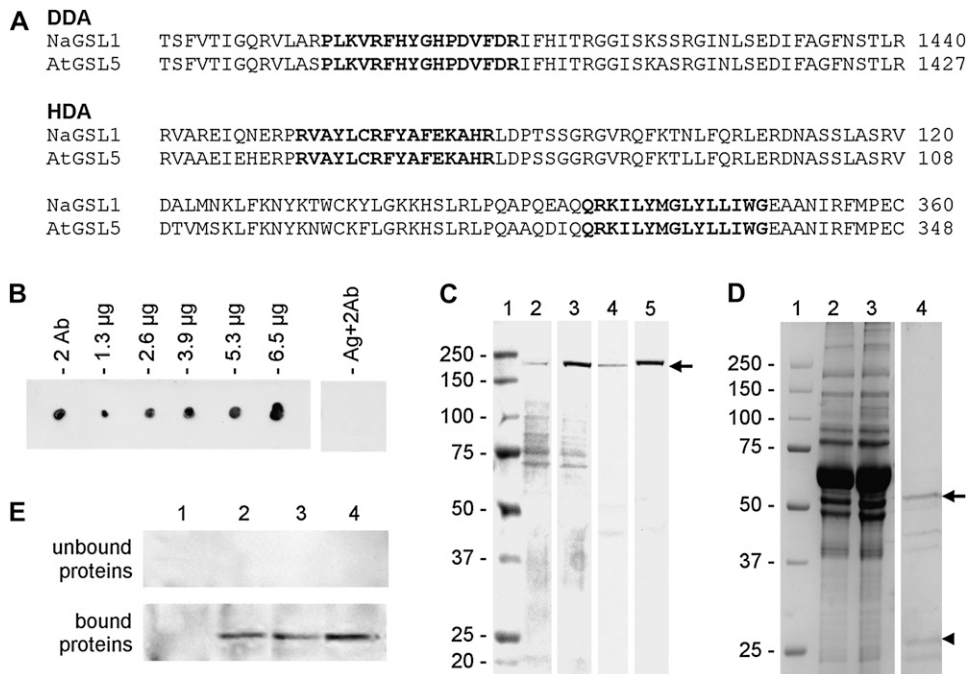 A
DDA
NaGSL1 TSFVTIGQRVLARPLKVRFHYGHPDVFDRIFHITRGGISKSSRGINLSEDIFAGFNSTLR 1440
AtGSL5 TSFVTIGQRVLASPLKVRFHYGHPDVFDRIFHITRGGISKASRGINLSEDIFAGFNSTLR 1427
HDA
NaGSL1 RVAREIQNERPRVAYLCRFYAFEKAHRLDPTSSGRGVRQFKTNLFQRLERDNASSLASRV 120
AtGSL5 RVAAEIEHERPRVAYLCRFYAFEKAHRLDPSSGGRGVRQFKTLLFQRLERDNASSLASRV 108
NaGSL1 DALMNKLFKNYKTWCKYLGKKHSLRLPQAPQEAQQRKILYMGLYLLIWGEAANIRFMPEC 360
AtGSL5 DTVMSKLFKNYKNWCKFLGRKHSLRLPQAAQDIQQRKILYMGLYLLIWGEAANIRFMPEC 348
B
- 2 Ab
- 1.3 µg
- 2.6 µg
- 3.9 µg
- 5.3 µg
- 6.5 µg
- Ag+2Ab
C
1 2 3 4 5
250 -
150 -
100 -
75 -
50 -
37 -
25 -
20 -
D
1 2 3 4
250 -
150 -
100 -
75 -
50 -
37 -
25 -
E
1 2 3 4
unbound
proteins
bound
proteins